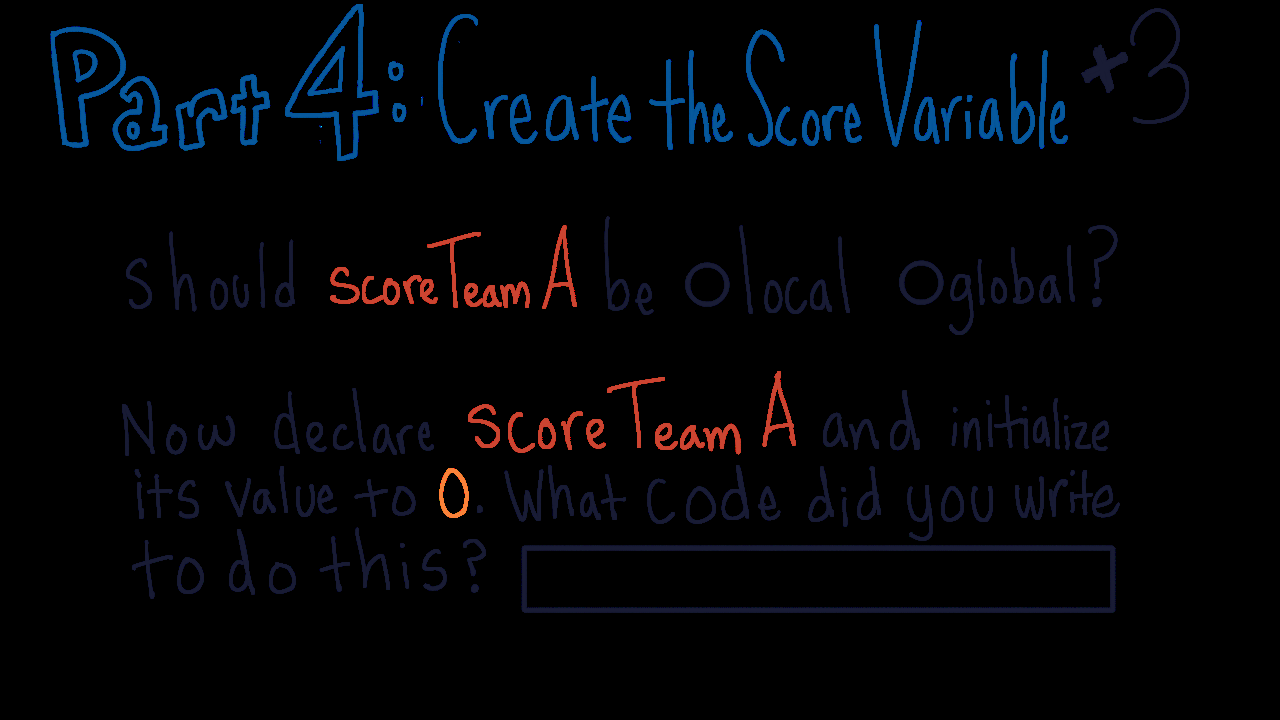 Part 4: Create the Score Variable +3
Should scoreTeamA be O local O global?
Now declare scoreTeamA and initialize
its value to 0. What code did you write
to do this?